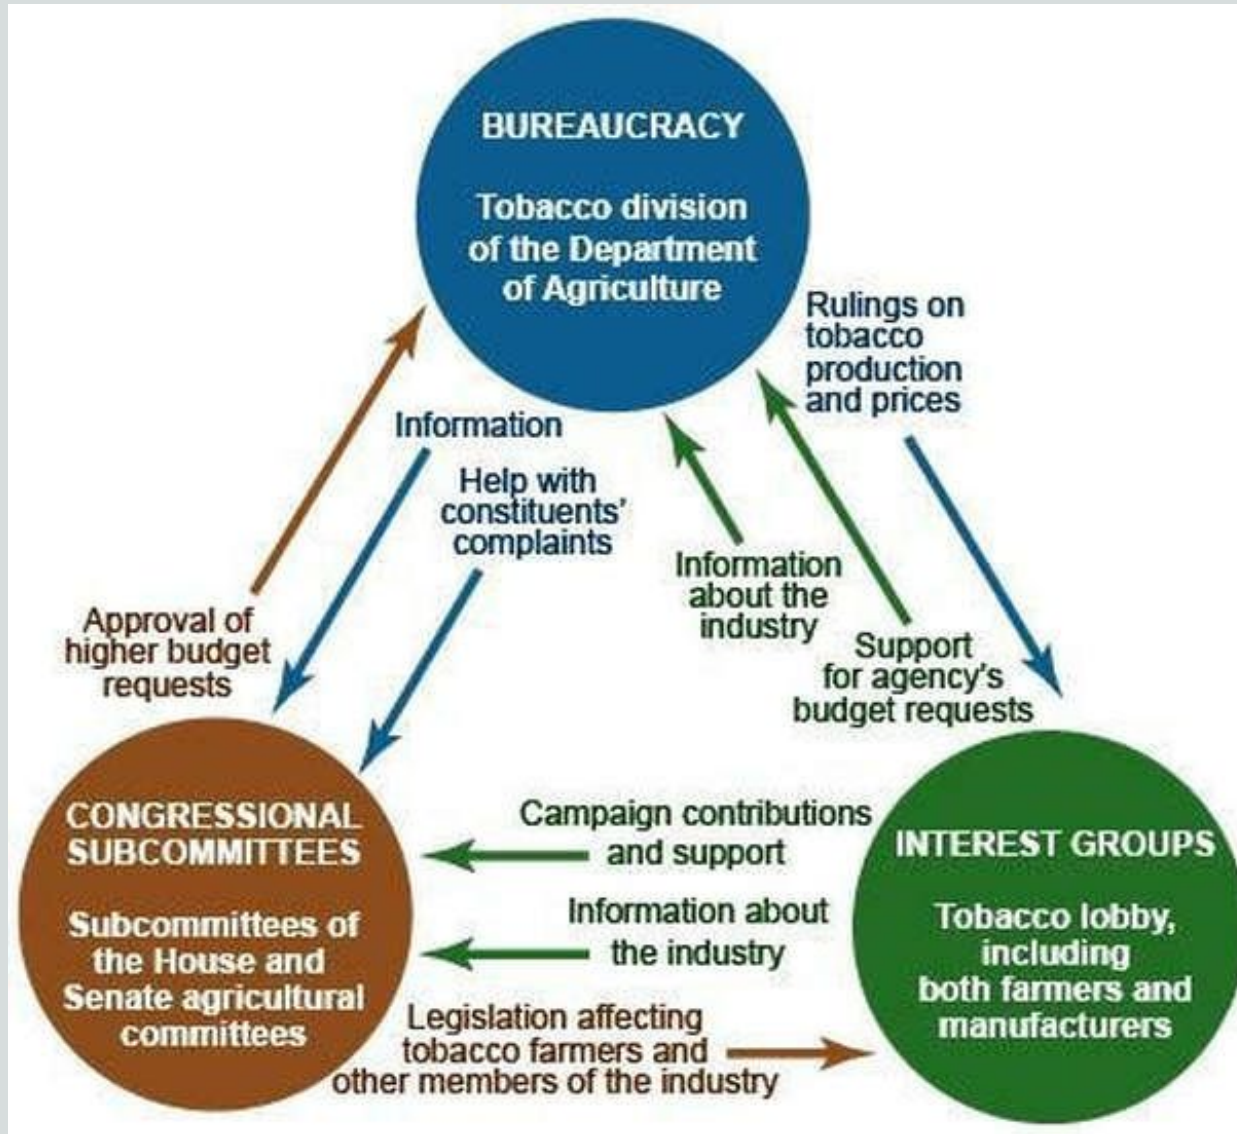 BUREAUCRACY
Tobacco division
of the Department
of Agriculture
Rulings on
tobacco
production
and prices
Information
Help with
constituents'
complaints
Information
about the
industry
Support
for agency's
budget requests
Approval of
higher budget
requests
CONGRESSIONAL
SUBCOMMITTEES
Subcommittees of
the House and
Senate agricultural
committees
Campaign contributions
and support
Information about
the industry
Legislation affecting
tobacco farmers and
other members of the industry
INTEREST GROUPS
Tobacco lobby,
including
both farmers and
manufacturers